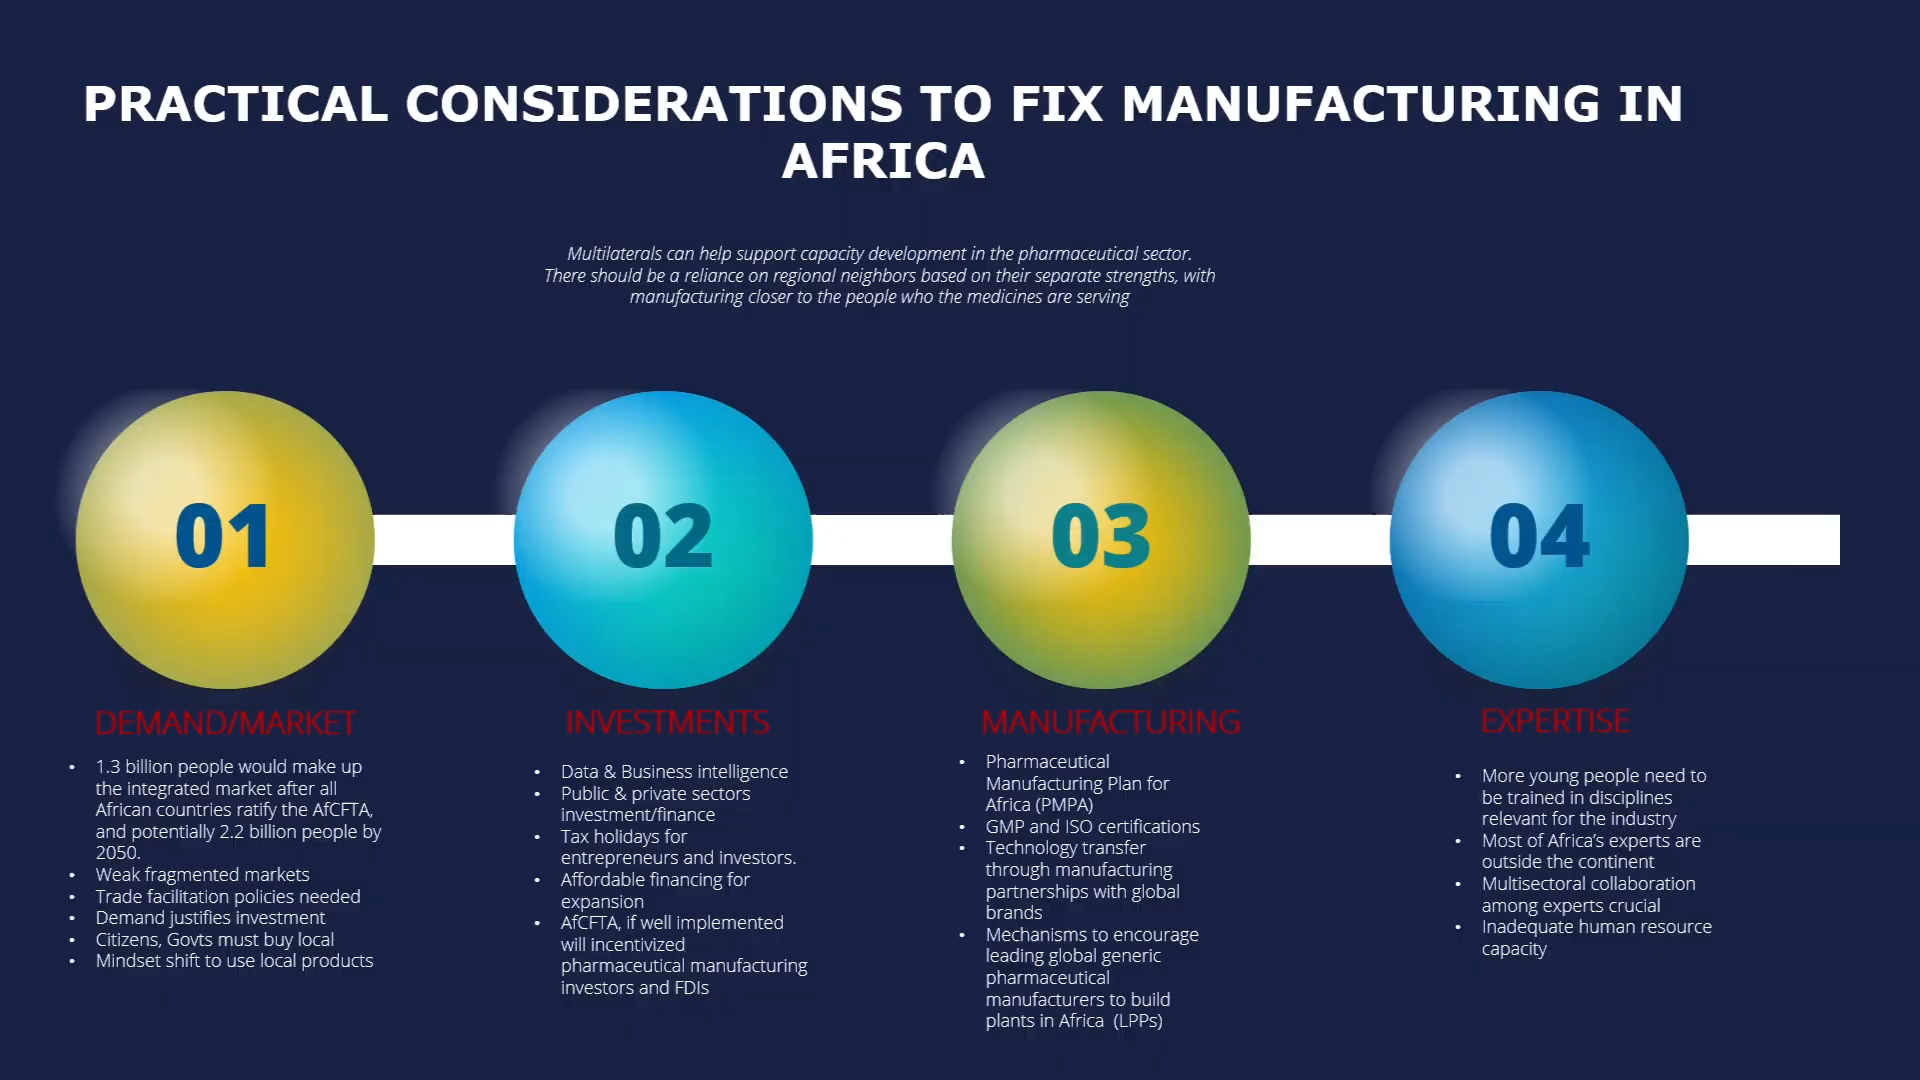 PRACTICAL CONSIDERATIONS TO FIX MANUFACTURING IN
AFRICA
Multilaterals can help support capacity development in the pharmaceutical sector.
There should be a reliance on regional neighbors based on their separate strengths, with
manufacturing closer to the people who the medicines are serving
01
02
03
04
DEMAND/MARKET
• 1.3 billion people would make up
the integrated market after all
African countries ratify the AfCFTA,
and potentially 2.2 billion people by
2050.
• Weak fragmented markets
• Trade facilitation policies needed
• Demand justifies investment
• Citizens, Govts must buy local
• Mindset shift to use local products
INVESTMENTS
• Data & Business intelligence
• Public & private sectors
investment/finance
• Tax holidays for
entrepreneurs and investors.
• Affordable financing for
expansion
• AfCFTA, if well implemented
will incentivized
pharmaceutical manufacturing
investors and FDIs
MANUFACTURING
• Pharmaceutical
Manufacturing Plan for
Africa (PMPA)
• GMP and ISO certifications
• Technology transfer
through manufacturing
partnerships with global
brands
• Mechanisms to encourage
leading global generic
pharmaceutical
manufacturers to build
plants in Africa (LPPs)
EXPERTISE
• More young people need to
be trained in disciplines
relevant for the industry
• Most of Africa's experts are
outside the continent
• Multisectoral collaboration
among experts crucial
• Inadequate human resource
capacity